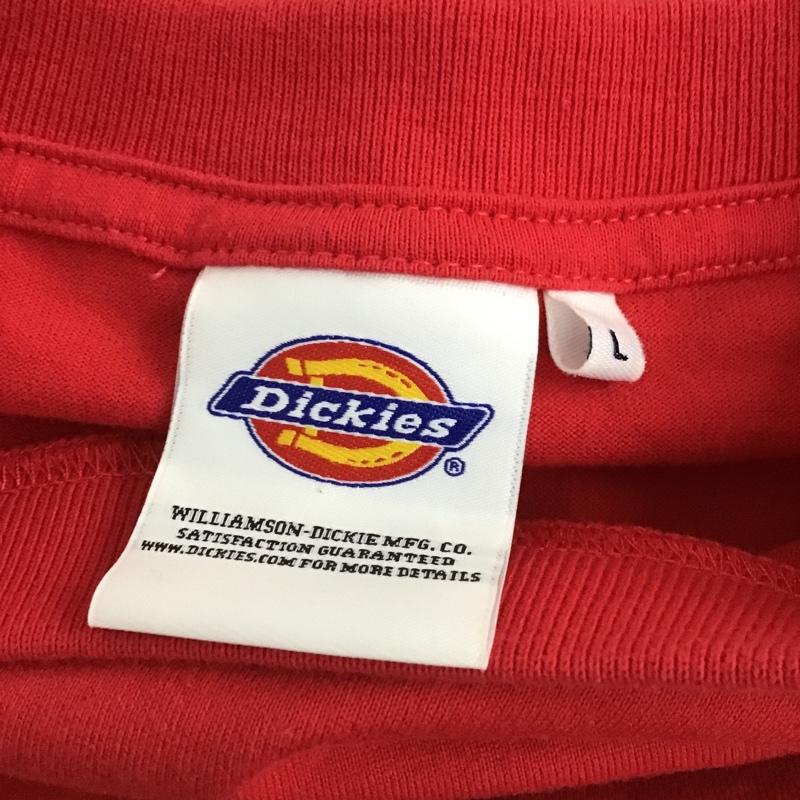 Dickies
®
L
WILLIAMSON-DICKIE MFG. CO.
SATISFACTION GUARANTEED
WWW.DICKIES.COM FOR MORE DETAILS